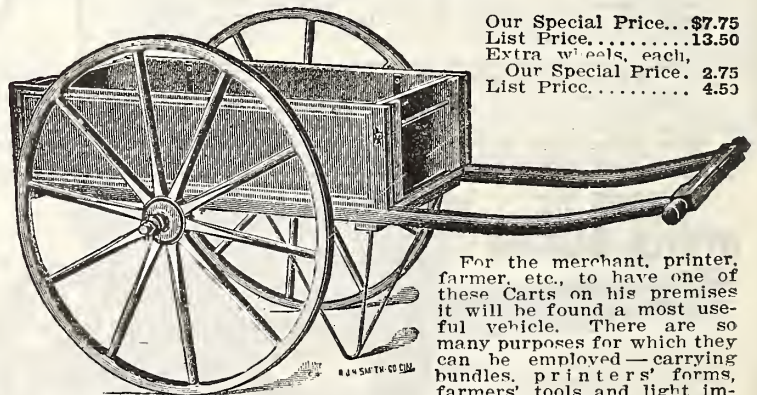 Our Special Price...$7.75
List Price..........13.50
Extra wheels, each,
Our Special Price. 2.75
List Price.......... 4.50
For the merchant, printer,
farmer, etc., to have one of
these Carts on his premises
it will be found a most use-
ful vehicle. There are so
many purposes for which they
can be employed — carrying
bundles, printers' forms,
farmers' tools and light im-
SMITH